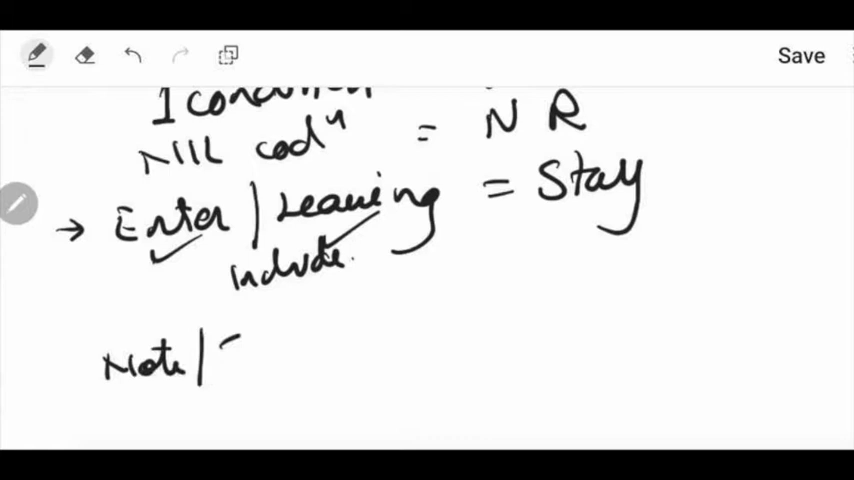 Save
NIL cod^n = N R
→ Enter | Leaving = Stay
include.
Note |